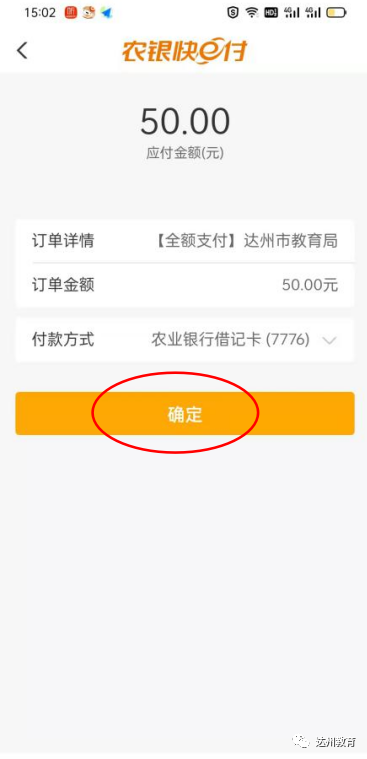 15:02
农银快e付
50.00
应付金额(元)
订单详情 【全额支付】达州市教育局
订单金额 50.00元
付款方式 农业银行借记卡 (7776)
确定
达州教育